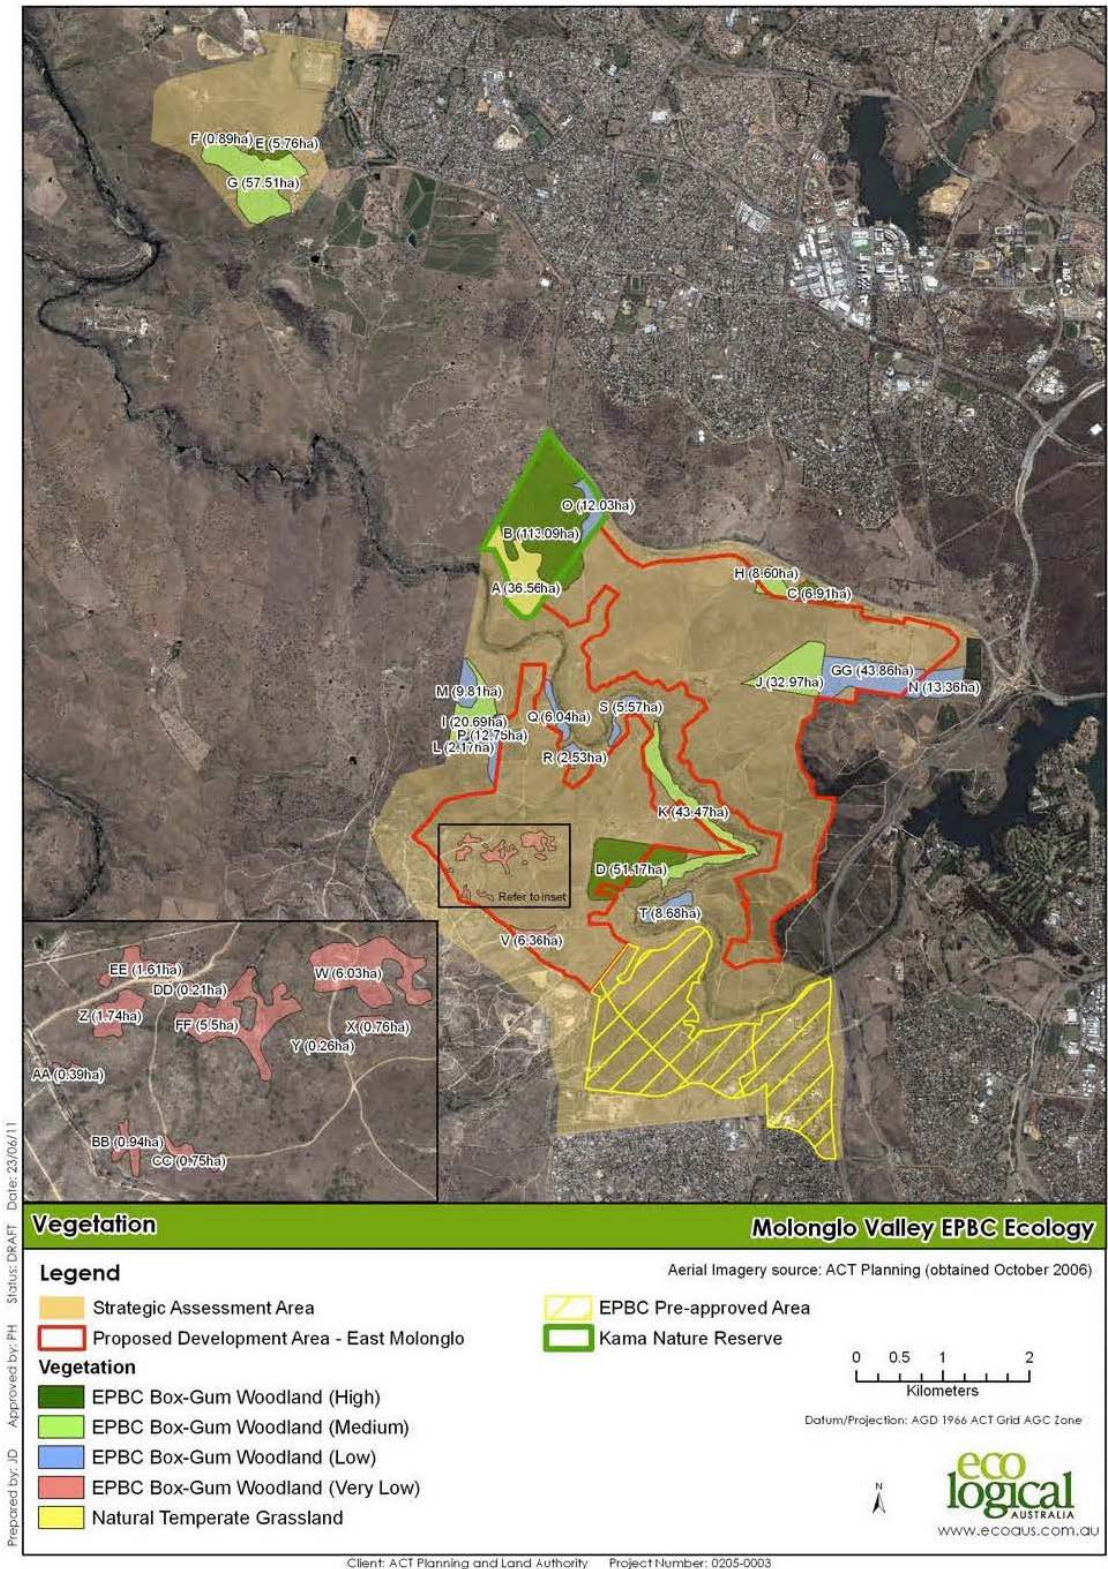 F (0.89ha)
E (5.76ha)
G (57.51ha)
O (12.03ha)
B (113.09ha)
A (36.56ha)
H (8.60ha)
C (6.91ha)
GG (43.86ha)
J (32.97ha)
N (13.36ha)
M (9.81ha)
S (5.57ha)
Q (6.04ha)
I (20.69ha)
P (12.75ha)
L (2.17ha)
R (2.53ha)
K (43.47ha)
D (51.17ha)
Refer to inset
T (8.68ha)
V (6.36ha)
EE (1.61ha)
W (6.03ha)
DD (0.21ha)
Z (1.74ha)
FF (5.5ha)
X (0.76ha)
Y (0.26ha)
AA (0.39ha)
BB (0.94ha)
CC (0.75ha)
Prepared by: JD Approved by: PH Status: DRAFT Date: 23/06/11
Vegetation
Molonglo Valley EPBC Ecology
Legend
Aerial Imagery source: ACT Planning (obtained October 2006)
Strategic Assessment Area
EPBC Pre-approved Area
Proposed Development Area - East Molonglo
Kama Nature Reserve
Vegetation
0 0.5 1 2
Kilometers
EPBC Box-Gum Woodland (High)
EPBC Box-Gum Woodland (Medium)
Datum/Projection: AGD 1966 ACT Grid AGC Zone
EPBC Box-Gum Woodland (Low)
EPBC Box-Gum Woodland (Very Low)
Natural Temperate Grassland
N
eco
logical
AUSTRALIA
www.ecoaus.com.au
Client: ACT Planning and Land Authority Project Number: 0205-0003